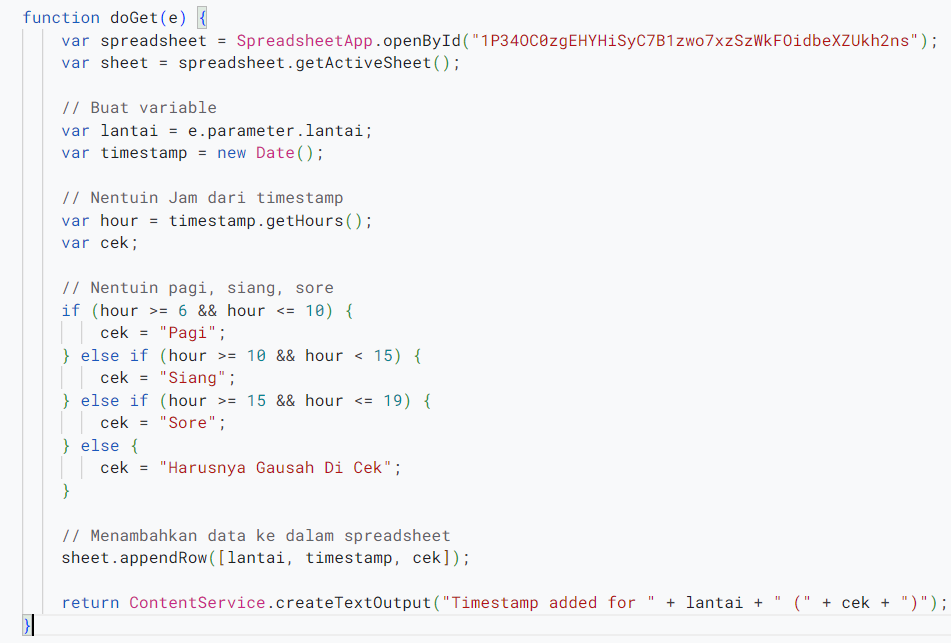 function doGet(e) {
var spreadsheet = SpreadsheetApp.openById("1P34OC0zgEHYHiSyC7B1zwo7xzSzWkFOidbeXZUkh2ns");
var sheet = spreadsheet.getActiveSheet();
// Buat variable
var lantai = e.parameter.lantai;
var timestamp = new Date();
// Nentuin Jam dari timestamp
var hour = timestamp.getHours();
var cek;
// Nentuin pagi, siang, sore
if (hour >= 6 && hour <= 10) {
cek = "Pagi";
} else if (hour >= 10 && hour < 15) {
cek = "Siang";
} else if (hour >= 15 && hour <= 19) {
cek = "Sore";
} else {
cek = "Harusnya Gausah Di Cek";
}
// Menambahkan data ke dalam spreadsheet
sheet.appendRow([lantai, timestamp, cek]);
return ContentService.createTextOutput("Timestamp added for " + lantai + " (" + cek + ")");
}